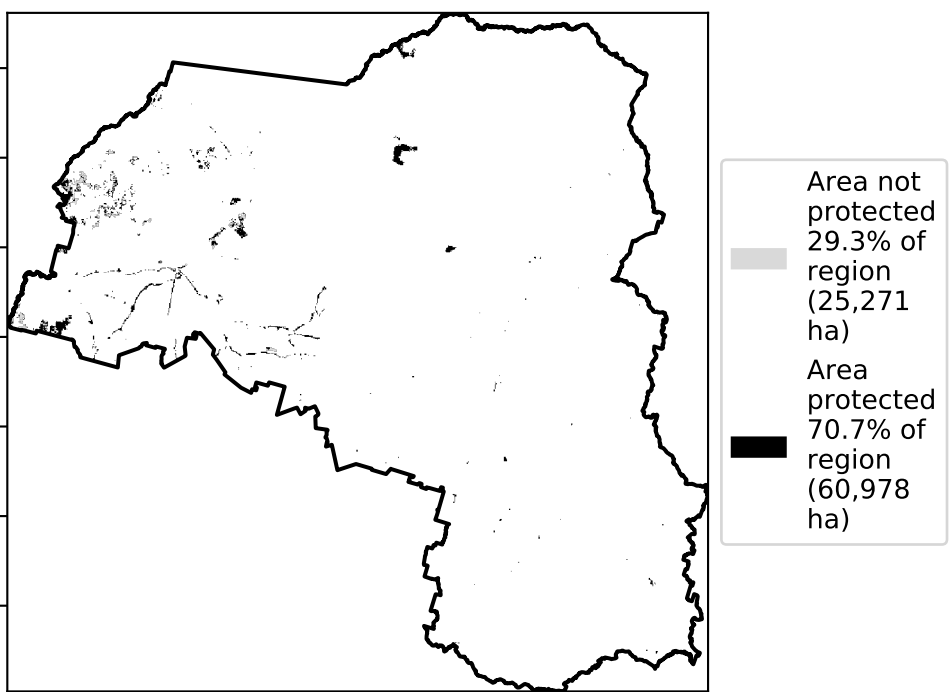 Area not
protected
29.3% of
region
(25,271
ha)
Area
protected
70.7% of
region
(60,978
ha)